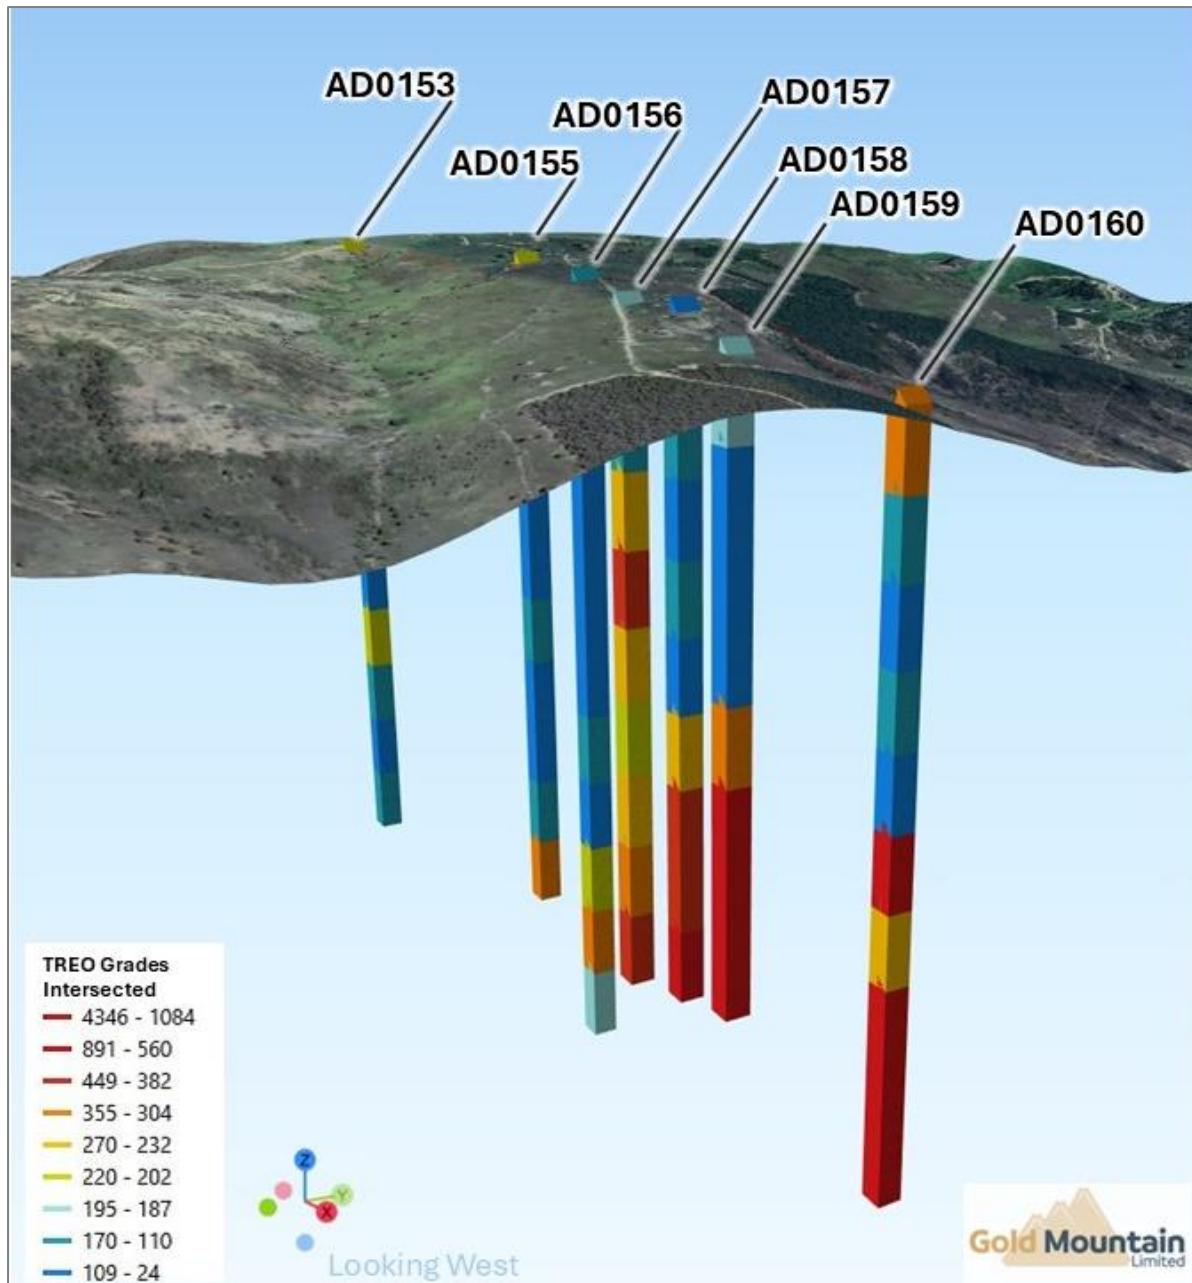 AD0153
AD0157
AD0156
AD0155
AD0158
AD0159
AD0160
TREO Grades
Intersected
4346 - 1084
891 - 560
449 - 382
355 - 304
270 - 232
220 - 202
195 - 187
170 - 110
109 - 24
Z
Y
X
Looking West
Gold Mountain
Limited